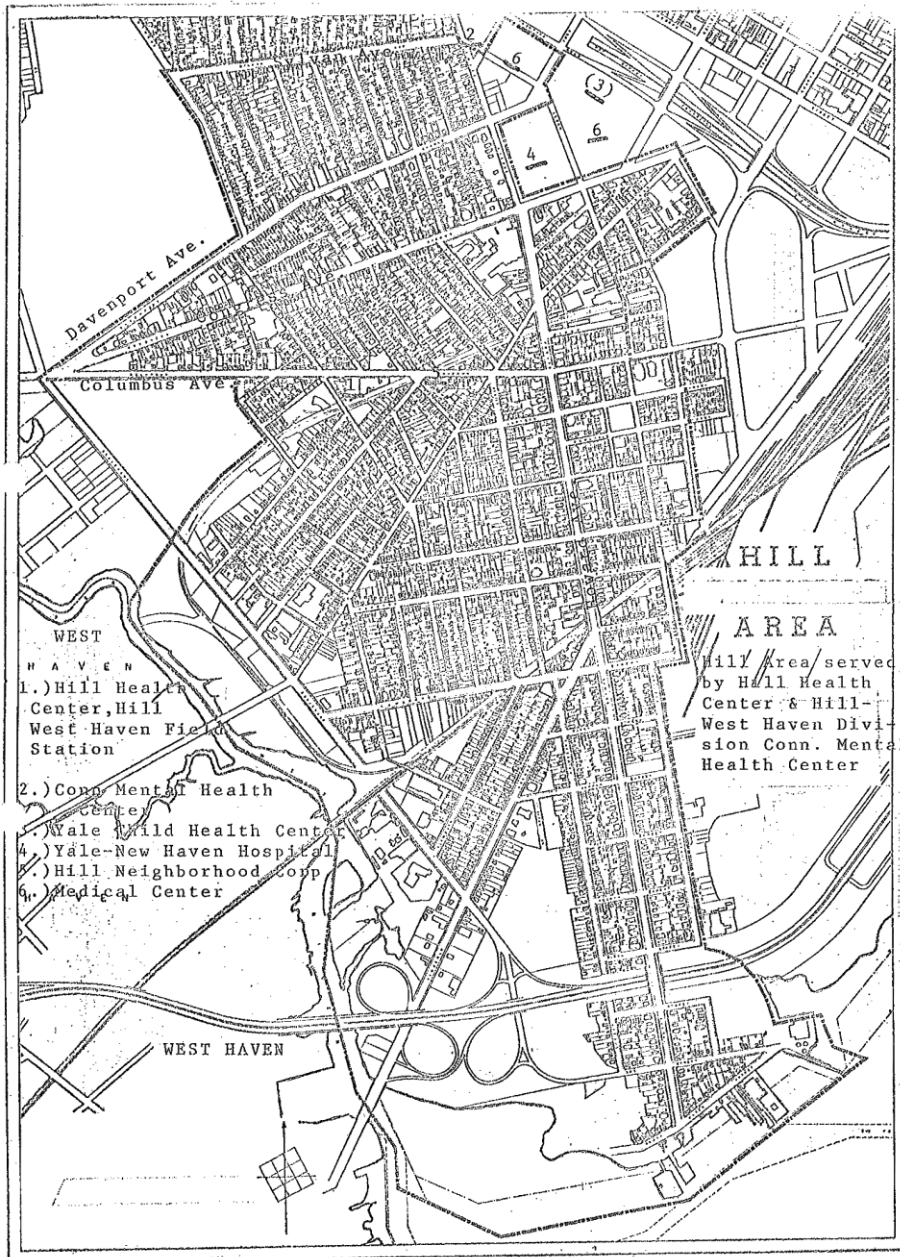 2
6
(3)
6
4
Davenport Ave.
Columbus Ave.
HILL
AREA
Hill Area served
by Hill Health
Center & Hill-
West Haven Divi-
sion Conn. Mental
Health Center
WEST
HAVEN
1.)Hill Health
Center,Hill
West Haven Field
Station
2.)Conn Mental Health
Center
.)Yale Child Health Center
4.)Yale-New Haven Hospital
.)Hill Neighborhood Copp
6.)Medical Center
WEST HAVEN